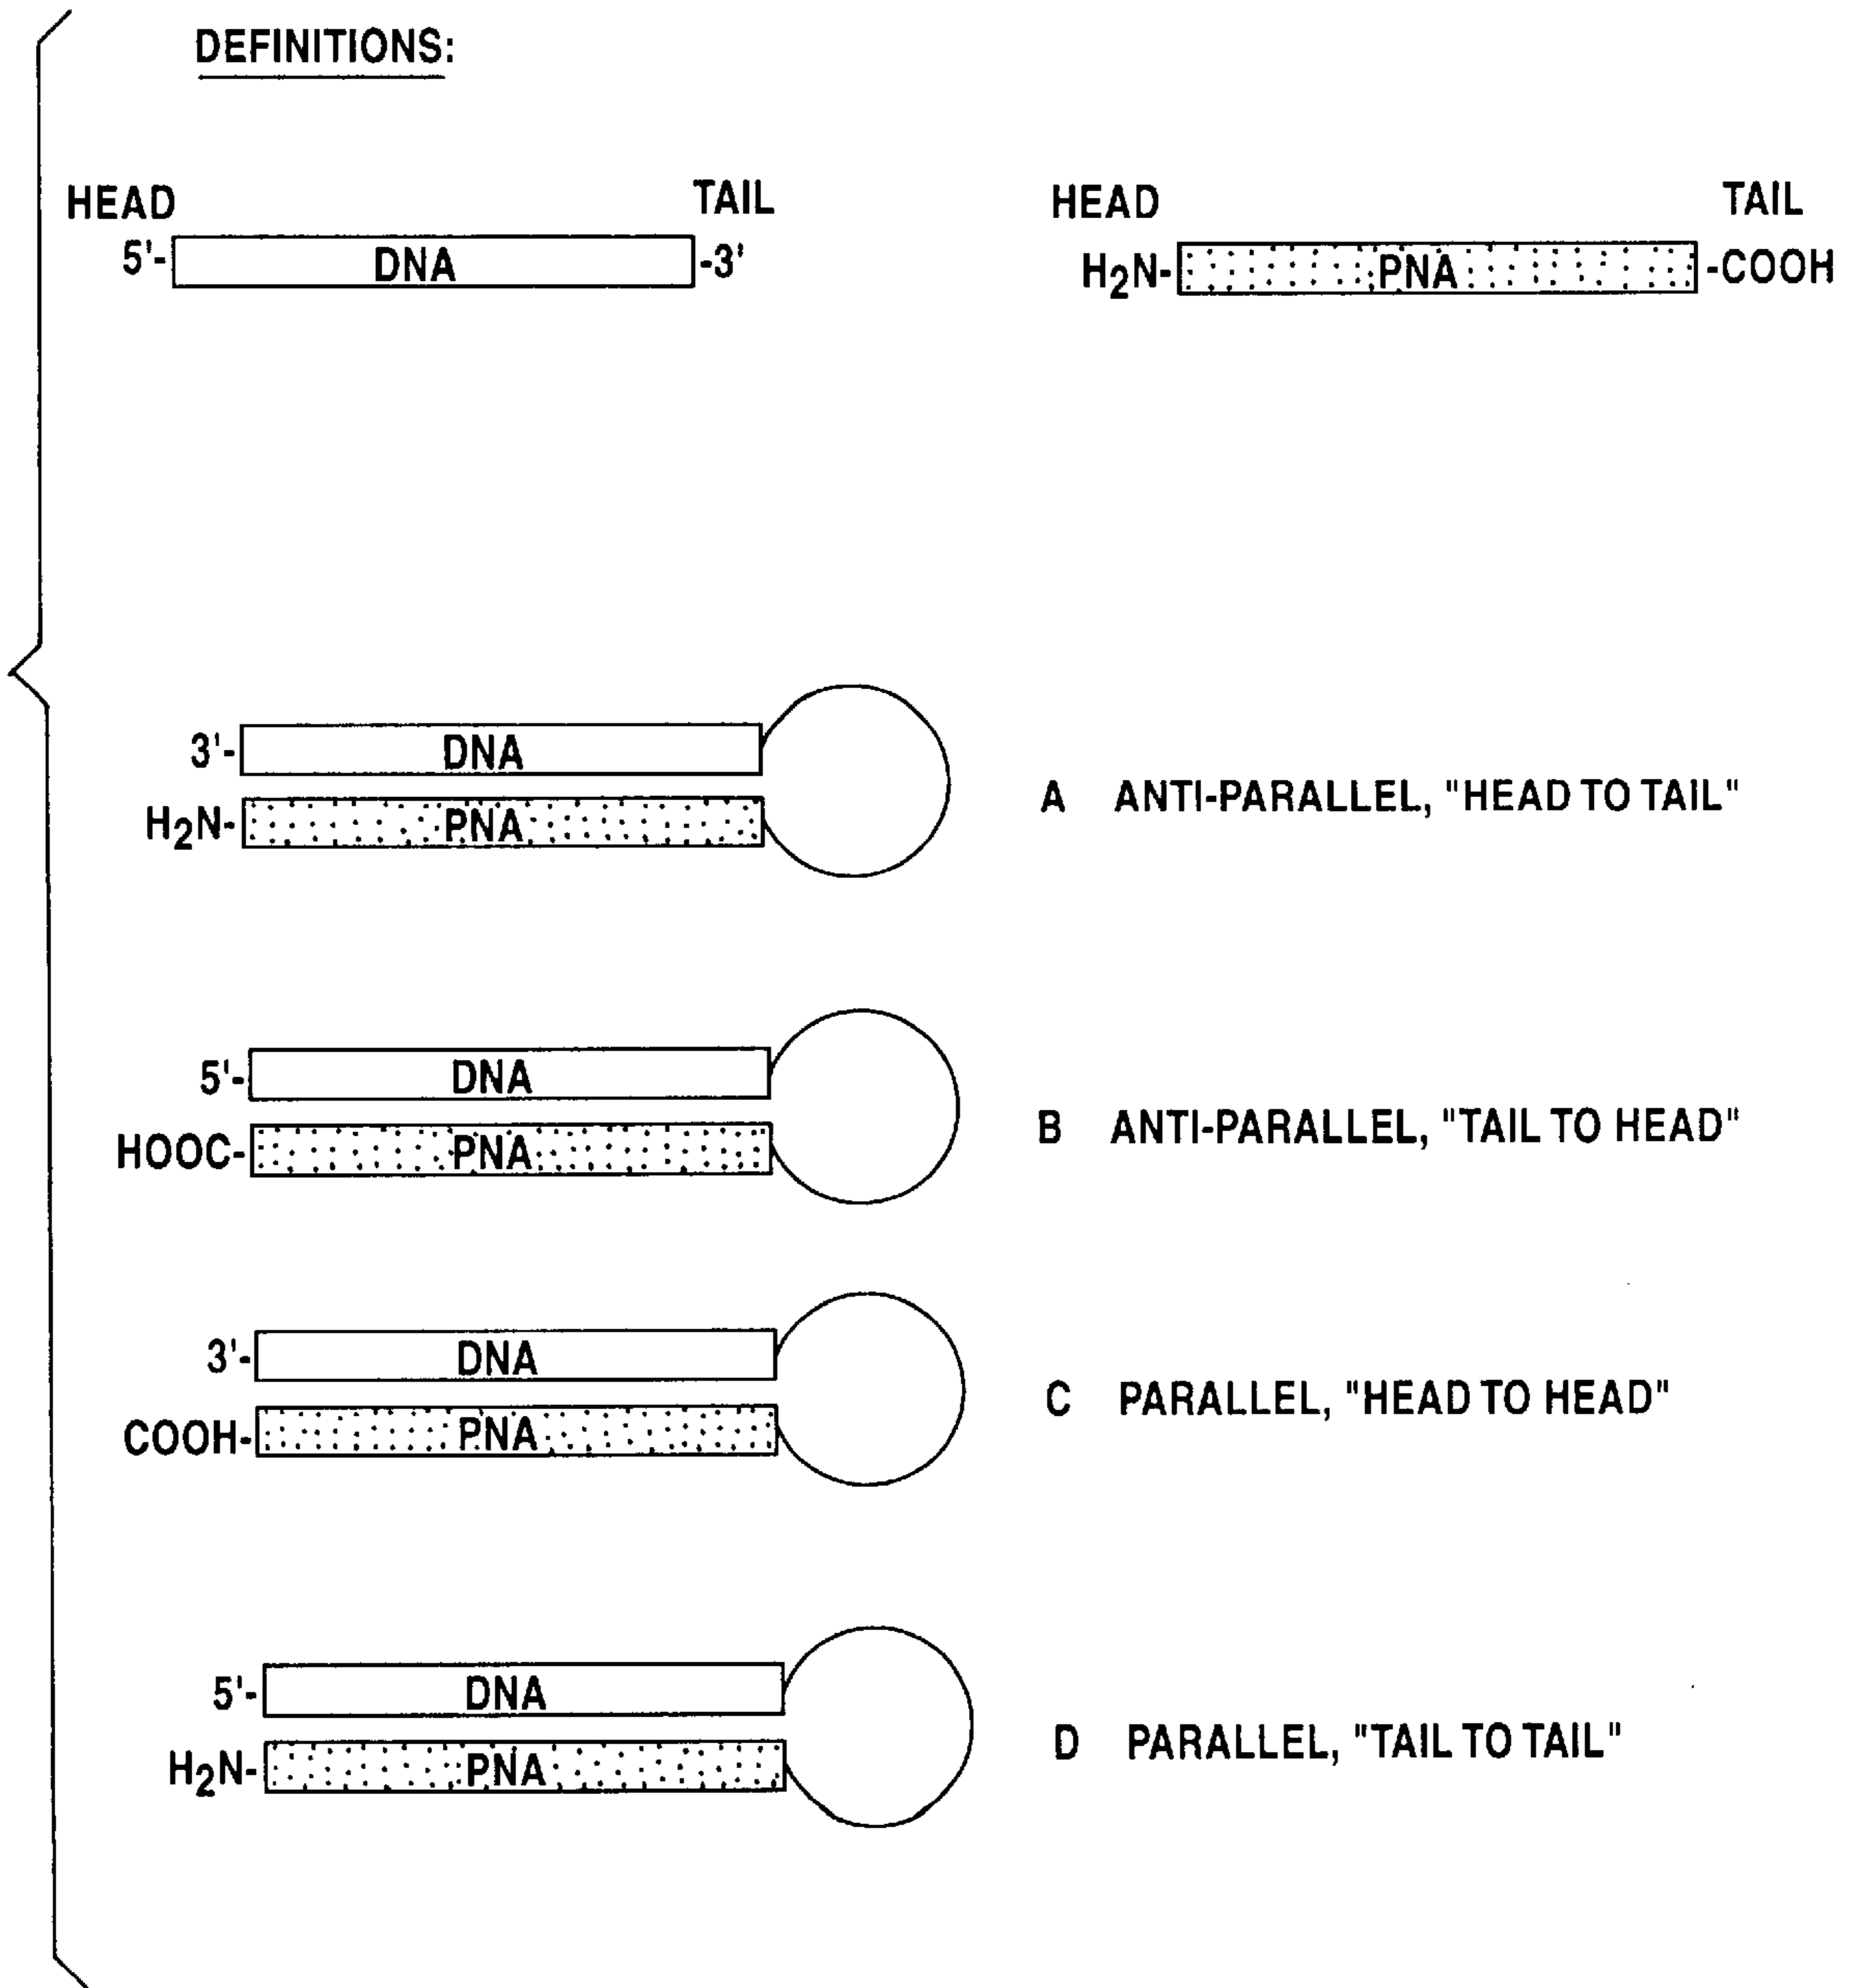 DEFINITIONS:
HEAD TAIL
5'- DNA -3'
HEAD TAIL
H2N- PNA -COOH
3'- DNA
H2N- PNA
A ANTI-PARALLEL, "HEAD TO TAIL"
5'- DNA
HOOC- PNA
B ANTI-PARALLEL, "TAIL TO HEAD"
3'- DNA
COOH- PNA
C PARALLEL, "HEAD TO HEAD"
5'- DNA
H2N- PNA
D PARALLEL, "TAIL TO TAIL"